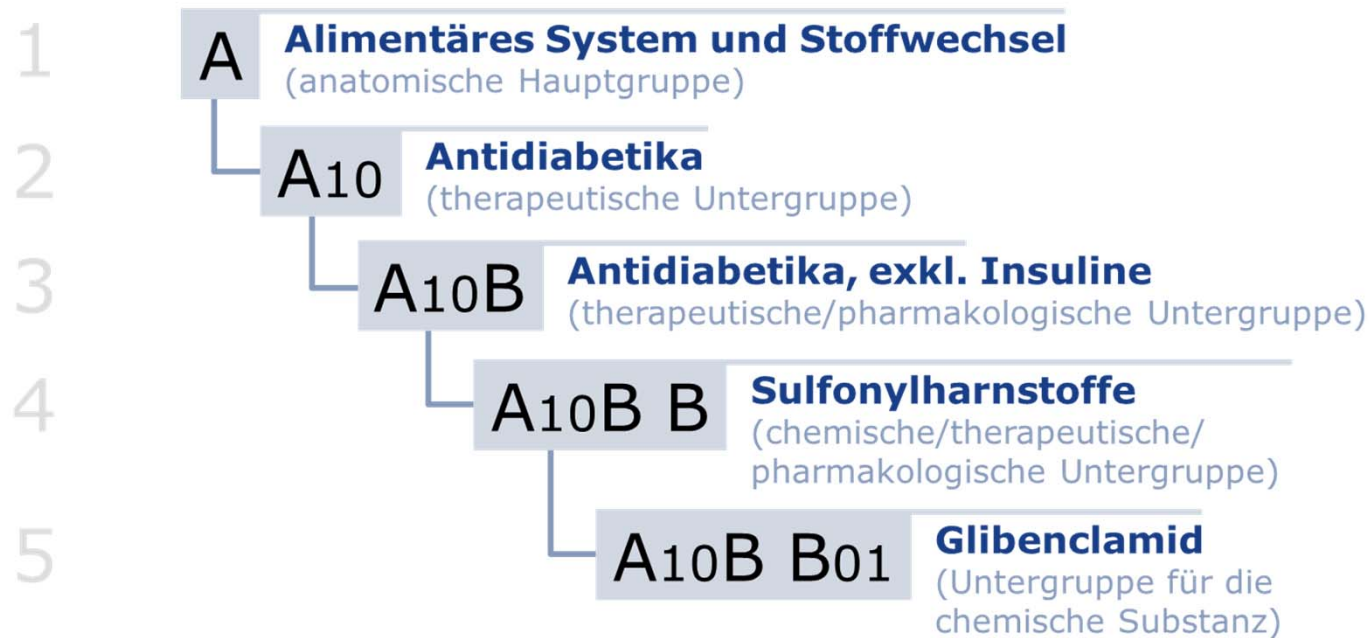 1
A
Alimentäres System und Stoffwechsel
(anatomische Hauptgruppe)
2
A10
Antidiabetika
(therapeutische Untergruppe)
3
A10B
Antidiabetika, exkl. Insuline
(therapeutische/pharmakologische Untergruppe)
4
A10B B
Sulfonylharnstoffe
(chemische/therapeutische/
pharmakologische Untergruppe)
5
A10B B01
Glibenclamid
(Untergruppe für die
chemische Substanz)